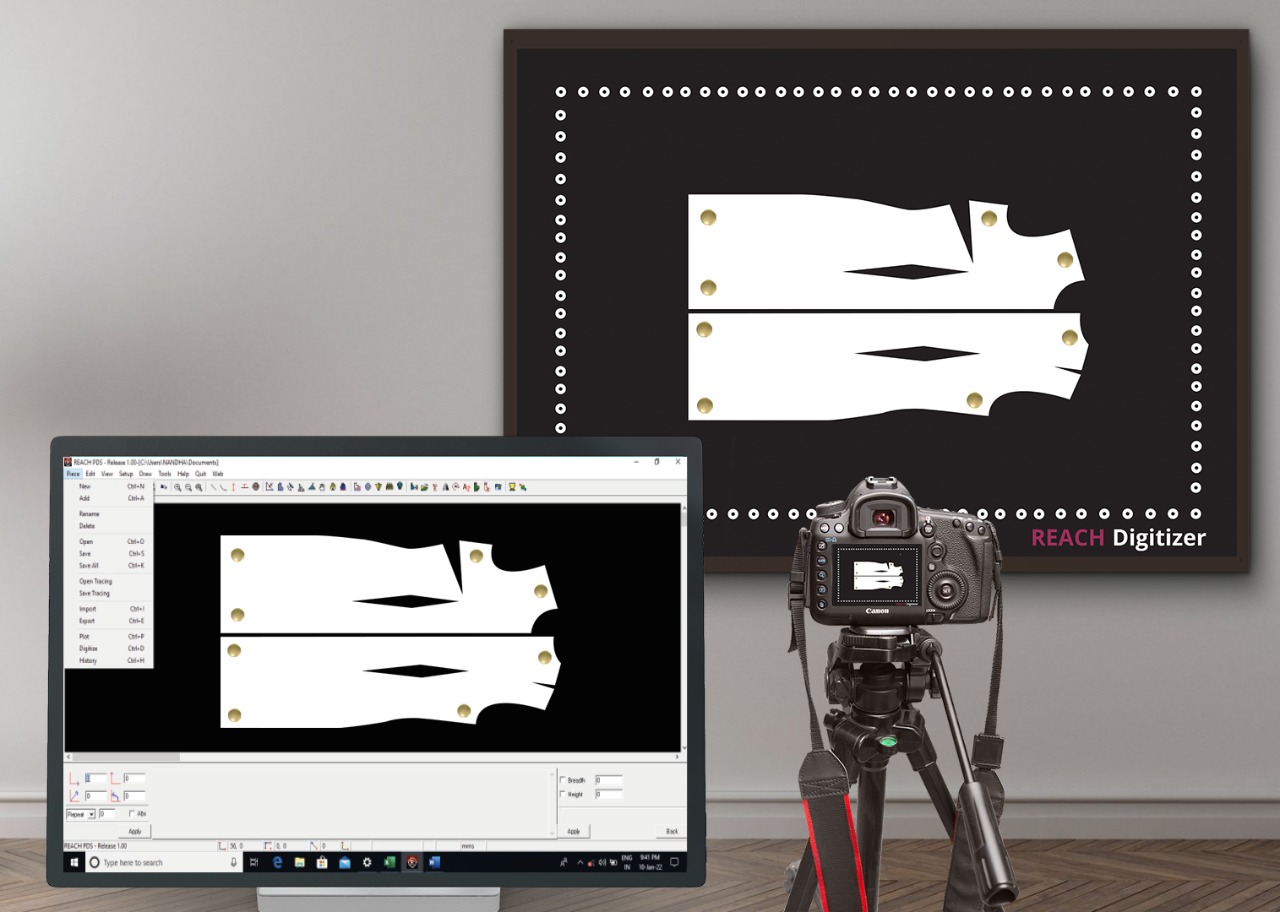 REACH Digitizer
Canon
REACH PDS - Release 1.00-[C:\Users\NANDHA\Documents]
Piece Edit View Setup Draw Tools Help Quit Web
New Ctrl+N
Add Ctrl+A
Rename
Delete
Open Ctrl+O
Save Ctrl+S
Save All Ctrl+K
Open Tracing
Save Tracing
Import Ctrl+I
Export Ctrl+E
Plot Ctrl+P
Digitize Ctrl+D
History Ctrl+H
0 0
0 0
Repeat 0 Abs
Apply
Breadth 0
Height 0
Apply Back
REACH PDS - Release 1.00 56, 0 0, 0 0 mms
Type here to search
ENG 9:41 PM
IN 10-Jan-22